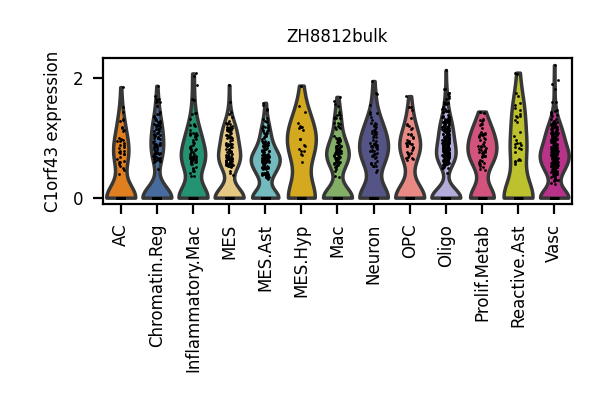 ZH8812bulk
C1orf43 expression
2
0
AC
Chromatin.Reg
Inflammatory.Mac
MES
MES.Ast
MES.Hyp
Mac
Neuron
OPC
Oligo
Prolif.Metab
Reactive.Ast
Vasc